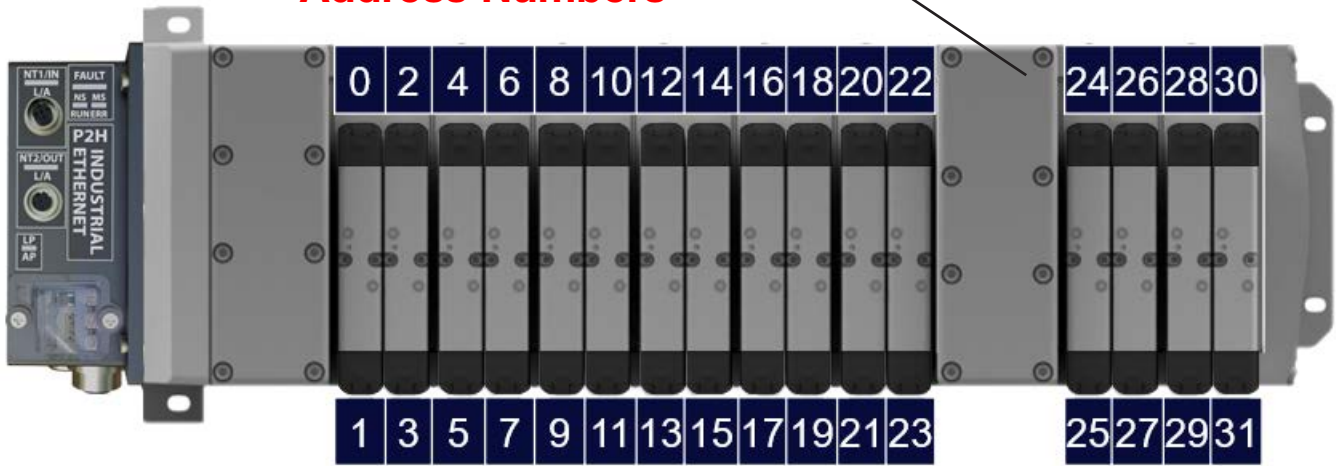 Address Numbers
NT1/IN
L/A
FAULT
NS MS
RUN ERR
P2H
INDUSTRIAL
ETHERNET
NT2/OUT
L/A
LP
AP
0 2 4 6 8 10 12 14 16 18 20 22 24 26 28 30
1 3 5 7 9 11 13 15 17 19 21 23 25 27 29 31